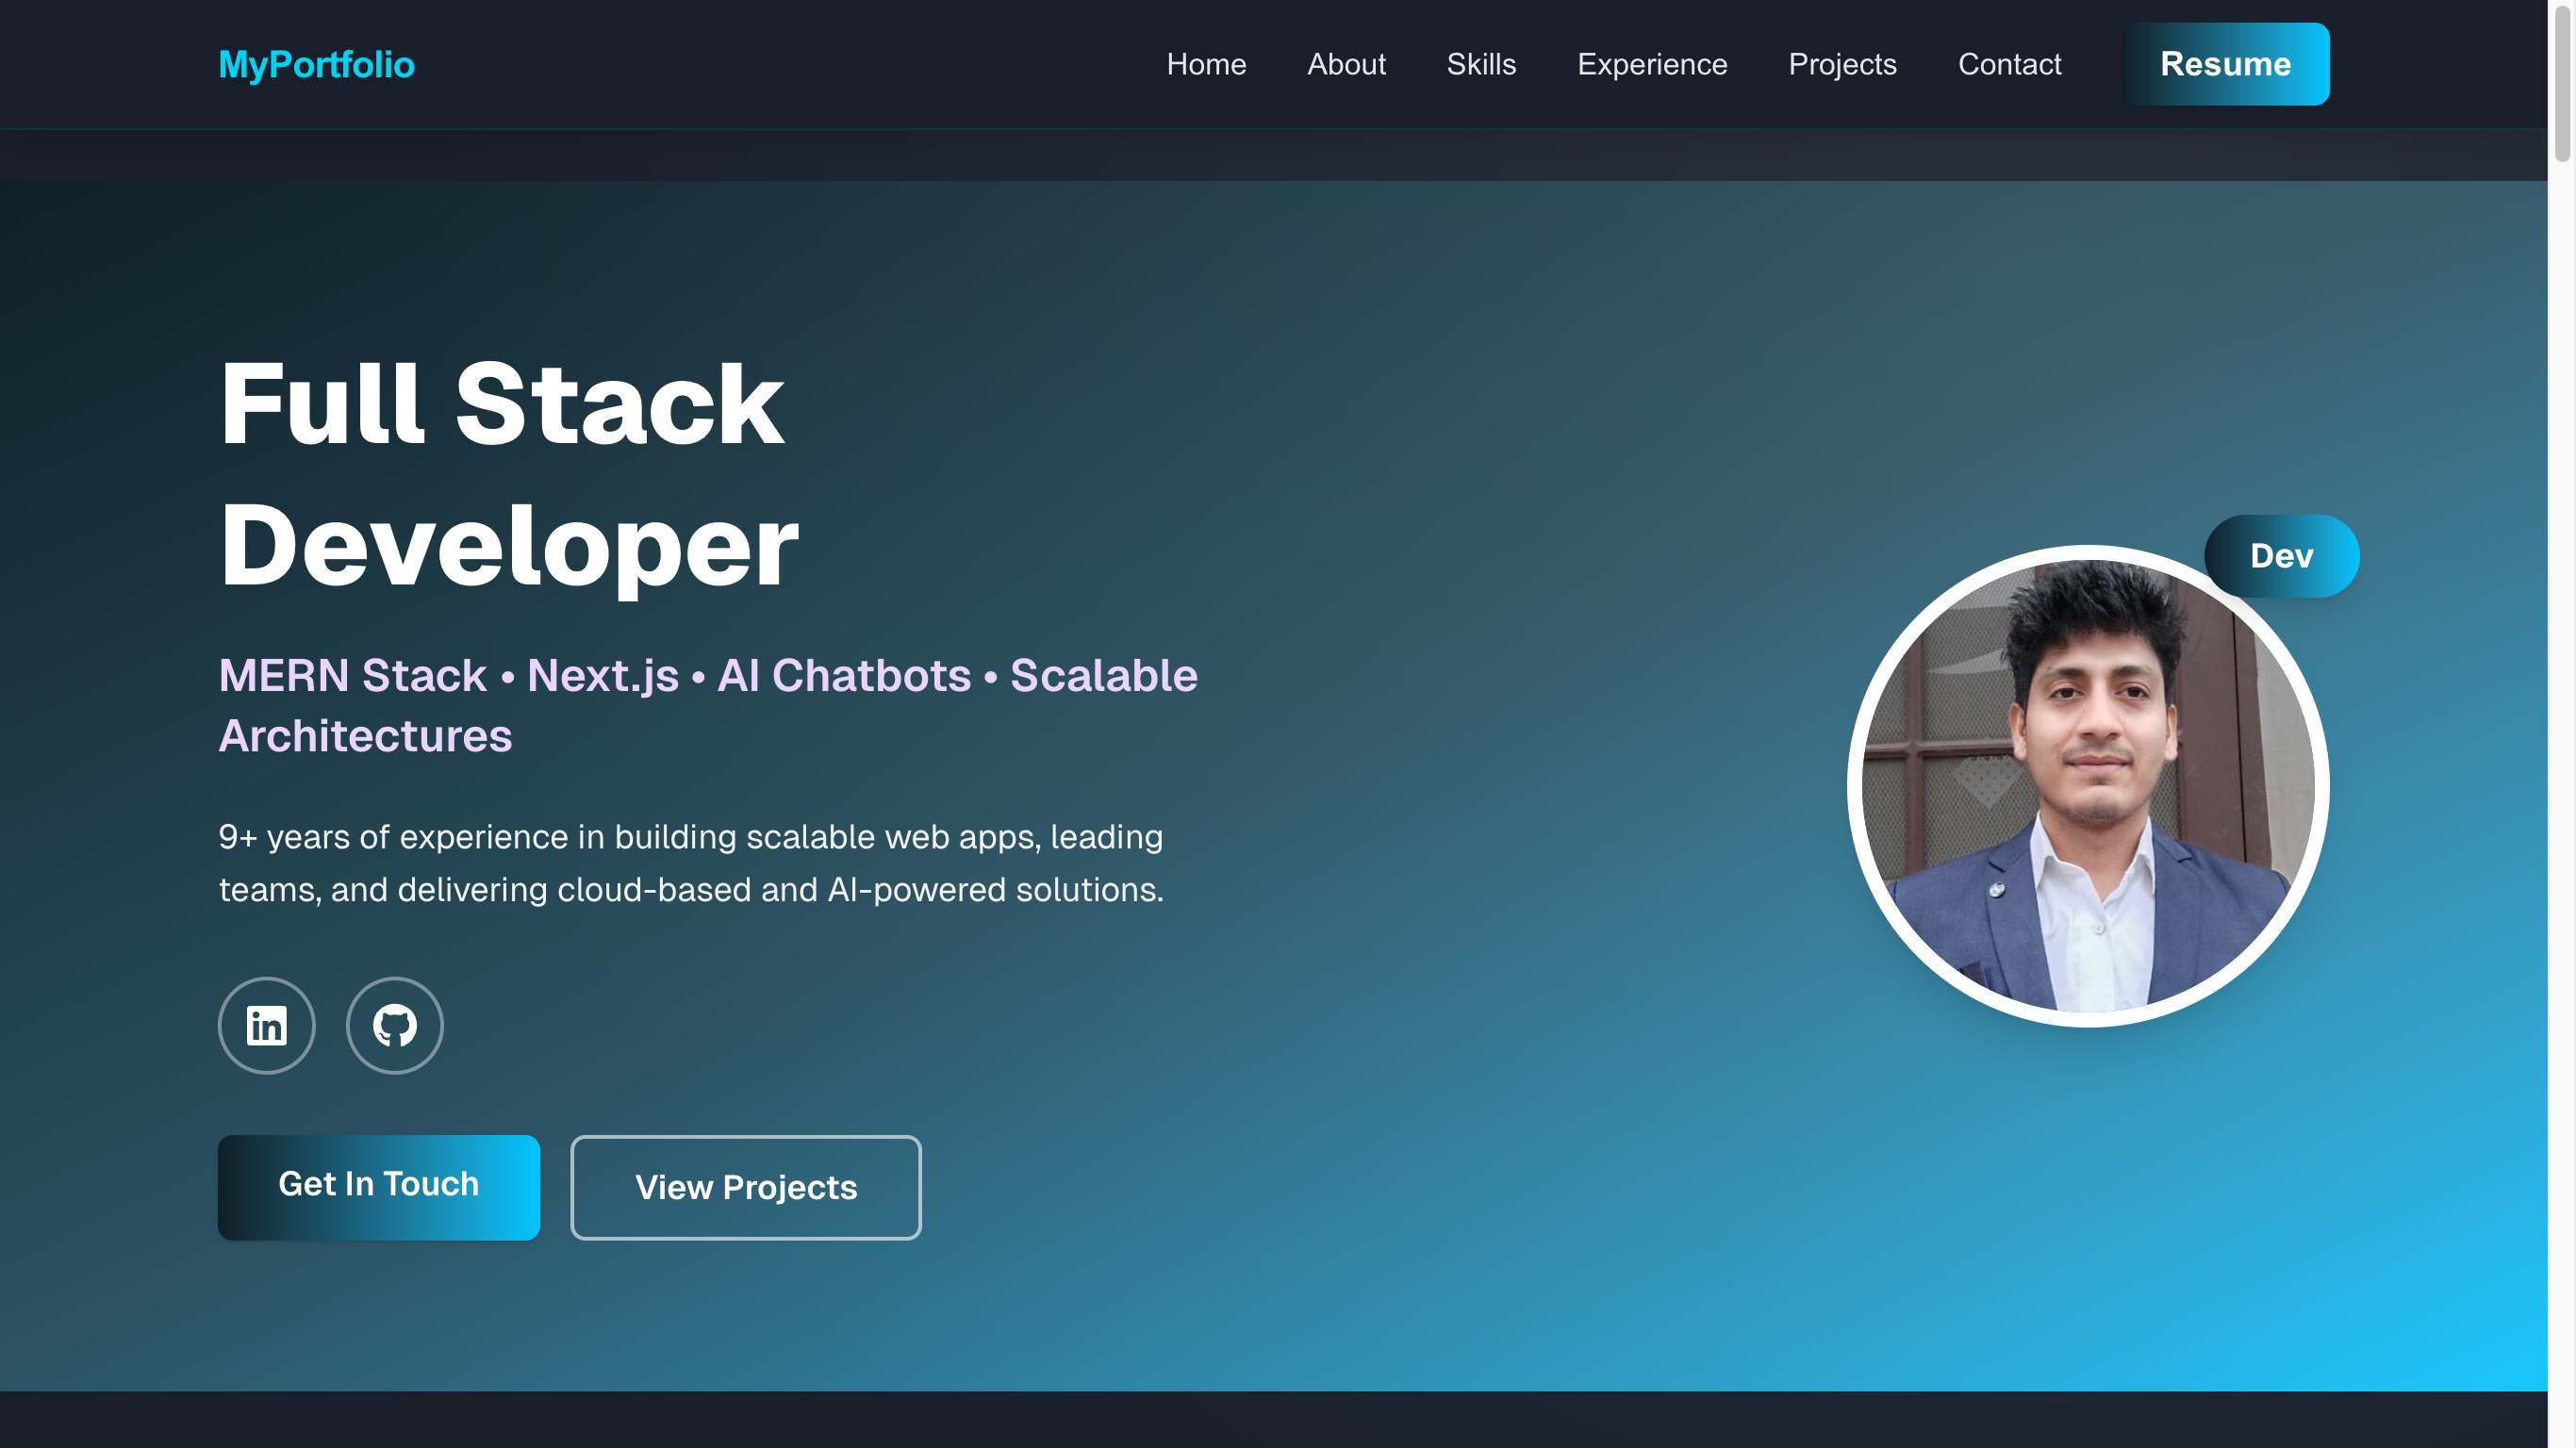 MyPortfolio
Home
About
Skills
Experience
Projects
Contact
Resume
Full Stack
Developer
MERN Stack • Next.js • AI Chatbots • Scalable
Architectures
9+ years of experience in building scalable web apps, leading
teams, and delivering cloud-based and AI-powered solutions.
in
Get In Touch
View Projects
Dev